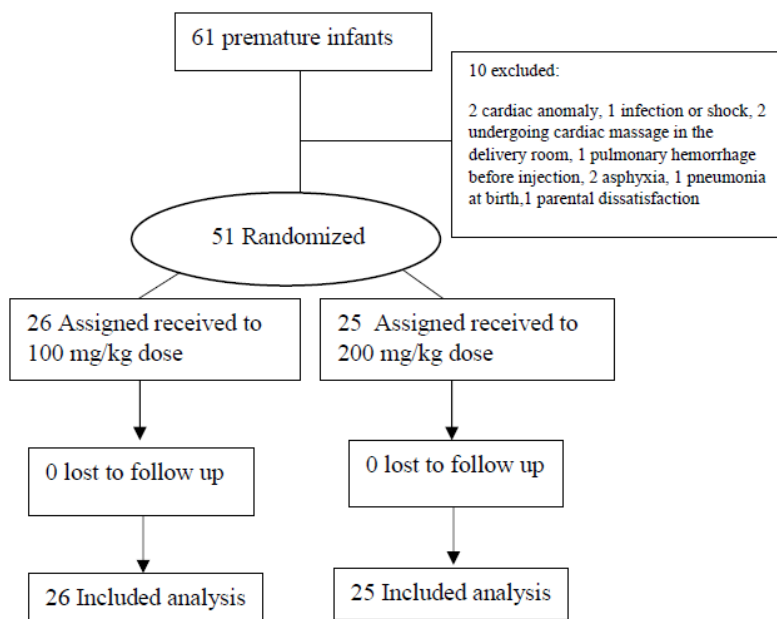 61 premature infants
10 excluded:
2 cardiac anomaly, 1 infection or shock, 2
undergoing cardiac massage in the
delivery room, 1 pulmonary hemorrhage
before injection, 2 asphyxia, 1 pneumonia
at birth,1 parental dissatisfaction
51 Randomized
26 Assigned received to
100 mg/kg dose
25 Assigned received to
200 mg/kg dose
0 lost to follow up
0 lost to follow up
26 Included analysis
25 Included analysis